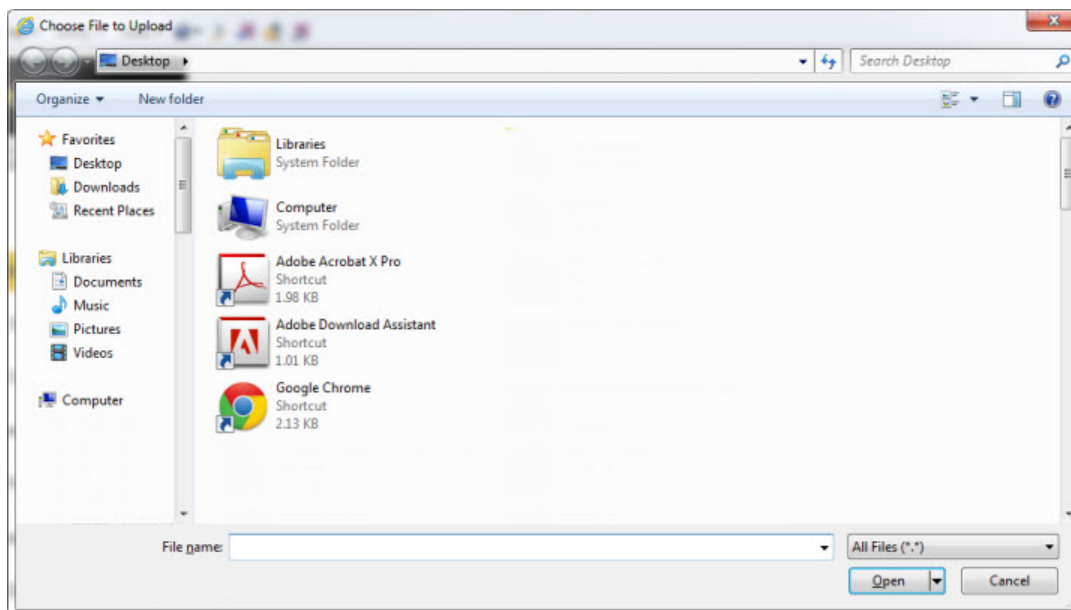 Choose File to Upload
Desktop
Search Desktop
Organize
New folder
Favorites
Desktop
Downloads
Recent Places
Libraries
Documents
Music
Pictures
Videos
Computer
Libraries
System Folder
Computer
System Folder
Adobe Acrobat X Pro
Shortcut
1.98 KB
Adobe Download Assistant
Shortcut
1.01 KB
Google Chrome
Shortcut
2.13 KB
File name:
All Files (*.*)
Open
Cancel